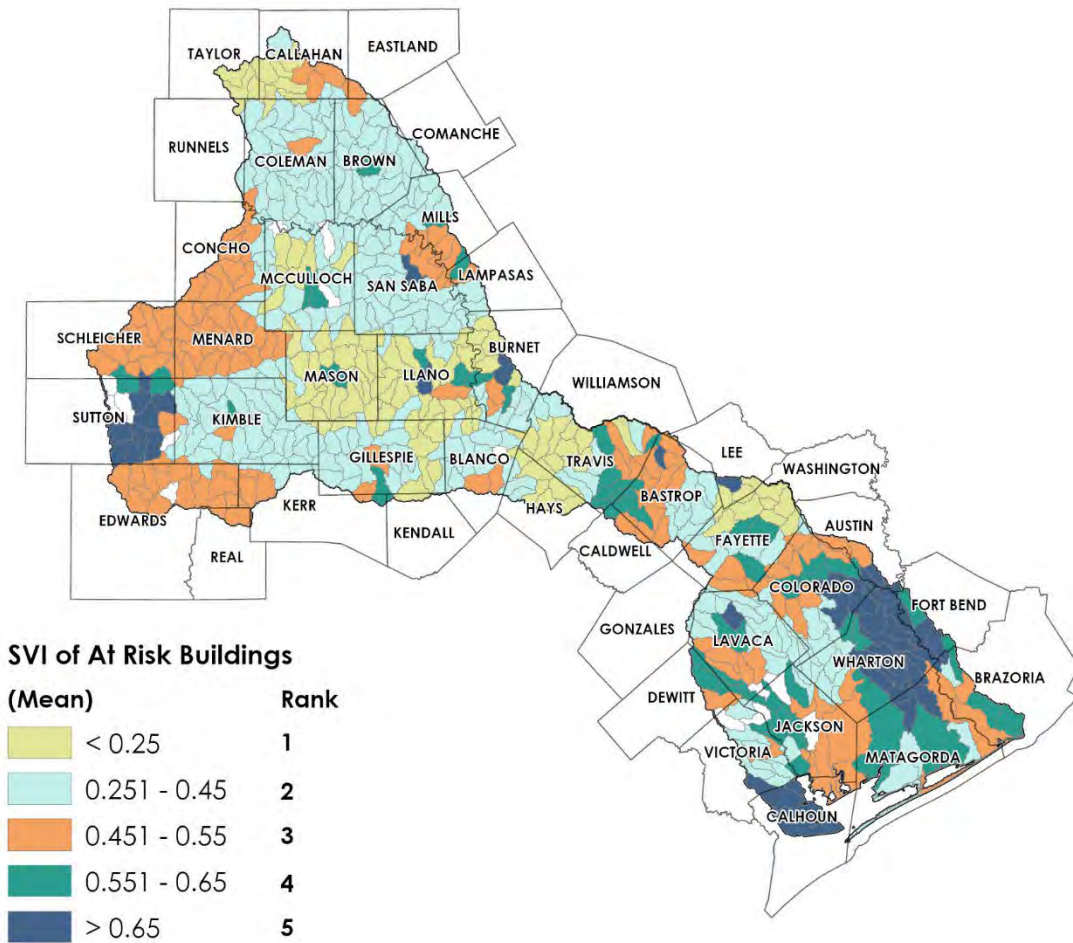 EASTLAND
TAYLOR
CALLAHAN
COMANCHE
RUNNELS
COLEMAN
BROWN
MILLS
CONCHO
MCCULLOCH
SAN SABA
LAMPASAS
SCHLEICHER
MENARD
BURNET
MASON
LLANO
WILLIAMSON
SUTTON
KIMBLE
GILLESPIE
BLANCO
TRAVIS
LEE
WASHINGTON
BASTROP
EDWARDS
KERR
HAYS
AUSTIN
REAL
KENDALL
CALDWELL
FAYETTE
COLORADO
FORT BEND
GONZALES
LAVACA
WHARTON
BRAZORIA
DEWITT
JACKSON
VICTORIA
MATAGORDA
CALHOUN
SVI of At Risk Buildings
(Mean) Rank
< 0.25 1
0.251 - 0.45 2
0.451 - 0.55 3
0.551 - 0.65 4
> 0.65 5